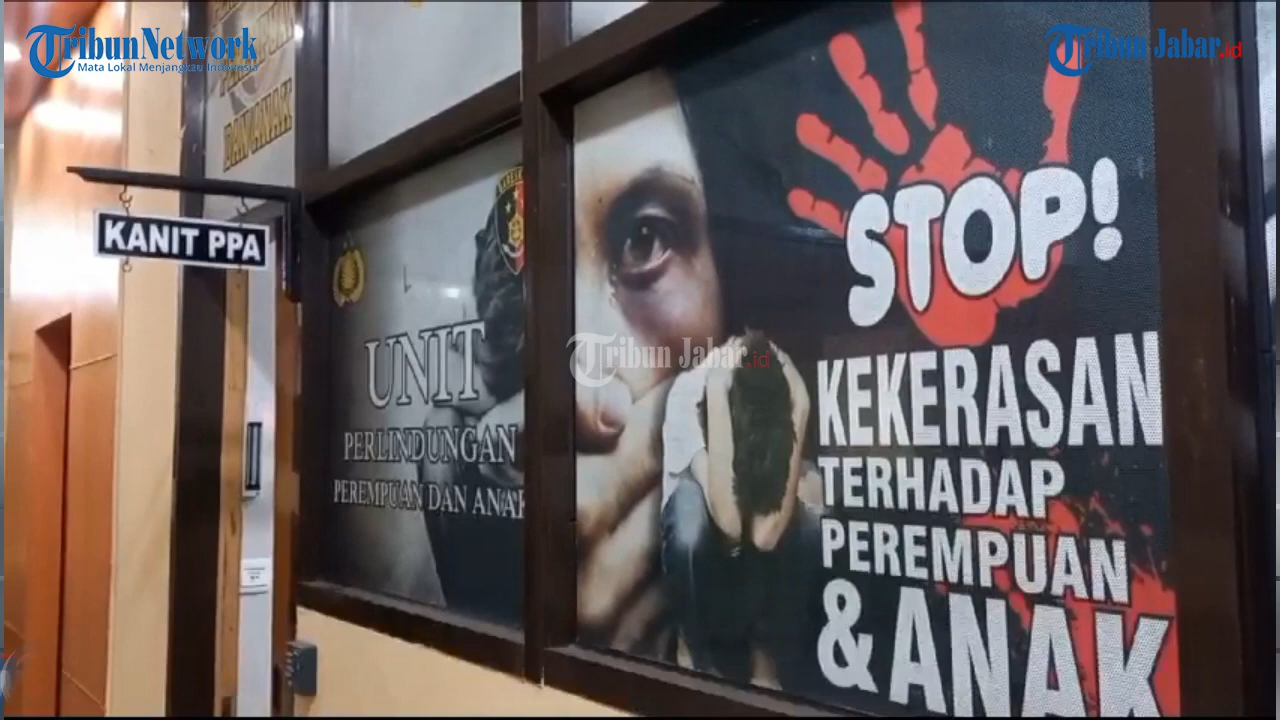 TribunNetwork
Mata Lokal Menjangkau Indonesia
Tribun Jabar.id
DAN ANAK
KANIT PPA
UNIT
PERLINDUNGAN
PEREMPUAN DAN ANAK
Tribun Jabar.id
STOP!
KEKERASAN
TERHADAP
PEREMPUAN
& ANAK